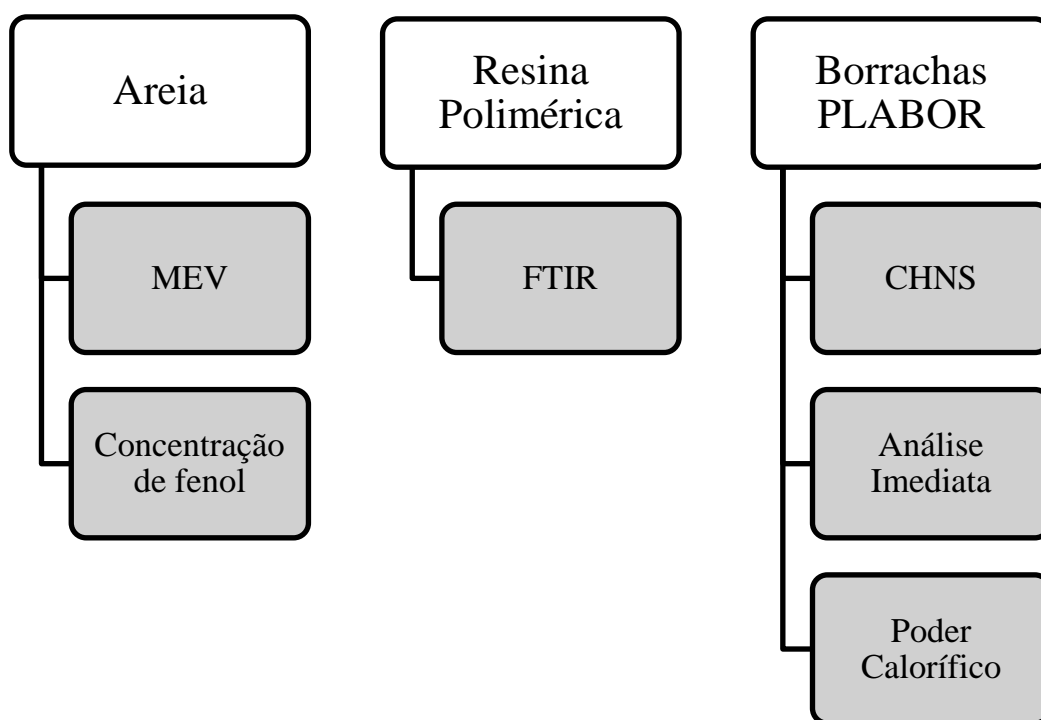 Areia
MEV
Concentração
de fenol
Resina
Polimérica
FTIR
Borrachas
PLABOR
CHNS
Análise
Imediata
Poder
Calorífico